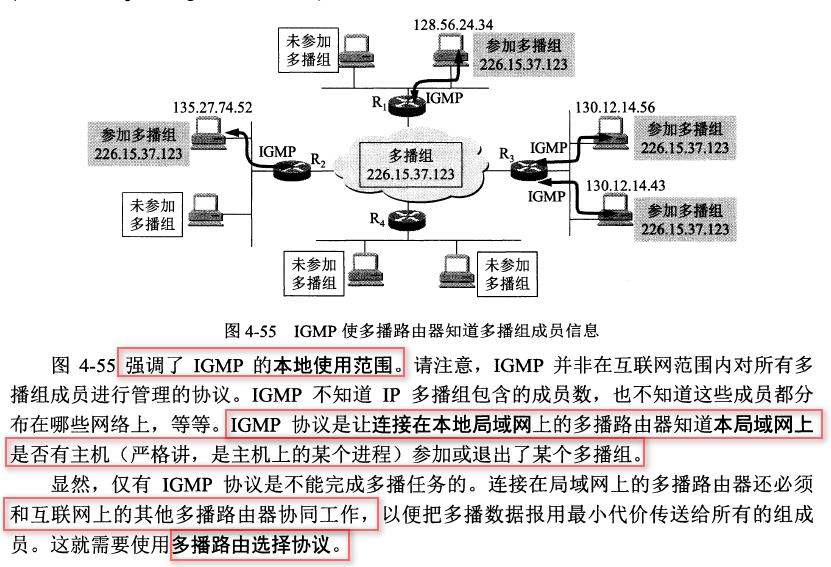 128.56.24.34
未参加
多播组
参加多播组
226.15.37.123
R1
IGMP
135.27.74.52
130.12.14.56
参加多播组
226.15.37.123
IGMP
R2
多播组
226.15.37.123
R3
IGMP
参加多播组
226.15.37.123
IGMP
130.12.14.43
未参加
多播组
R4
参加多播组
226.15.37.123
未参加
多播组
未参加
多播组
图 4-55 IGMP 使多播路由器知道多播组成员信息
图 4-55 强调了 IGMP 的本地使用范围。请注意，IGMP 并非在互联网范围内对所有多
播组成员进行管理的协议。IGMP 不知道 IP 多播组包含的成员数，也不知道这些成员都分
布在哪些网络上，等等。IGMP 协议是让连接在本地局域网上的多播路由器知道本局域网上
是否有主机（严格讲，是主机上的某个进程）参加或退出了某个多播组。
显然，仅有 IGMP 协议是不能完成多播任务的。连接在局域网上的多播路由器还必须
和互联网上的其他多播路由器协同工作，以便把多播数据报用最小代价传送给所有的组成
员。这就需要使用多播路由选择协议。